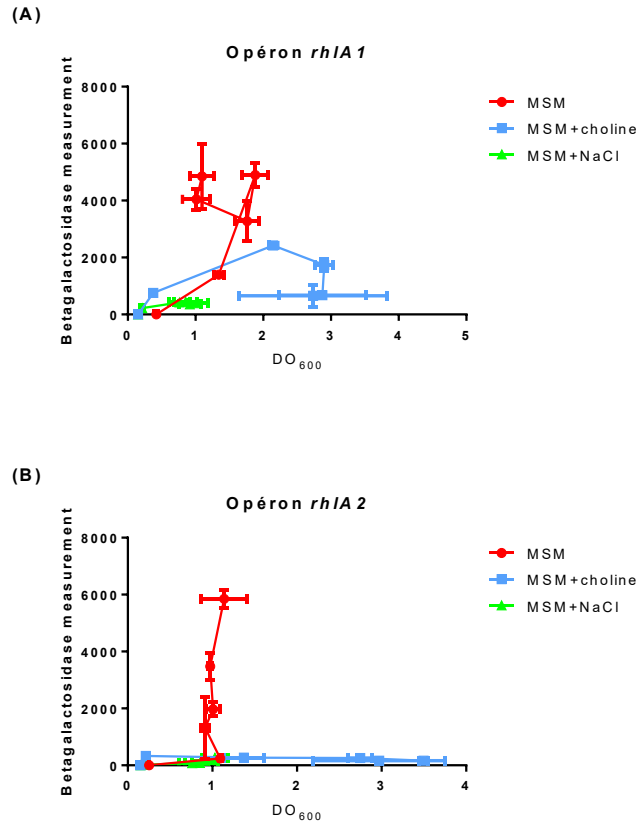 (A)
Opéron rhlA1
Betagalactosidase measurement
8000
6000
4000
2000
0
0 1 2 3 4 5
DO600
MSM
MSM+choline
MSM+NaCl
(B)
Opéron rhlA2
Betagalactosidase measurement
8000
6000
4000
2000
0
0 1 2 3 4
DO600
MSM
MSM+choline
MSM+NaCl